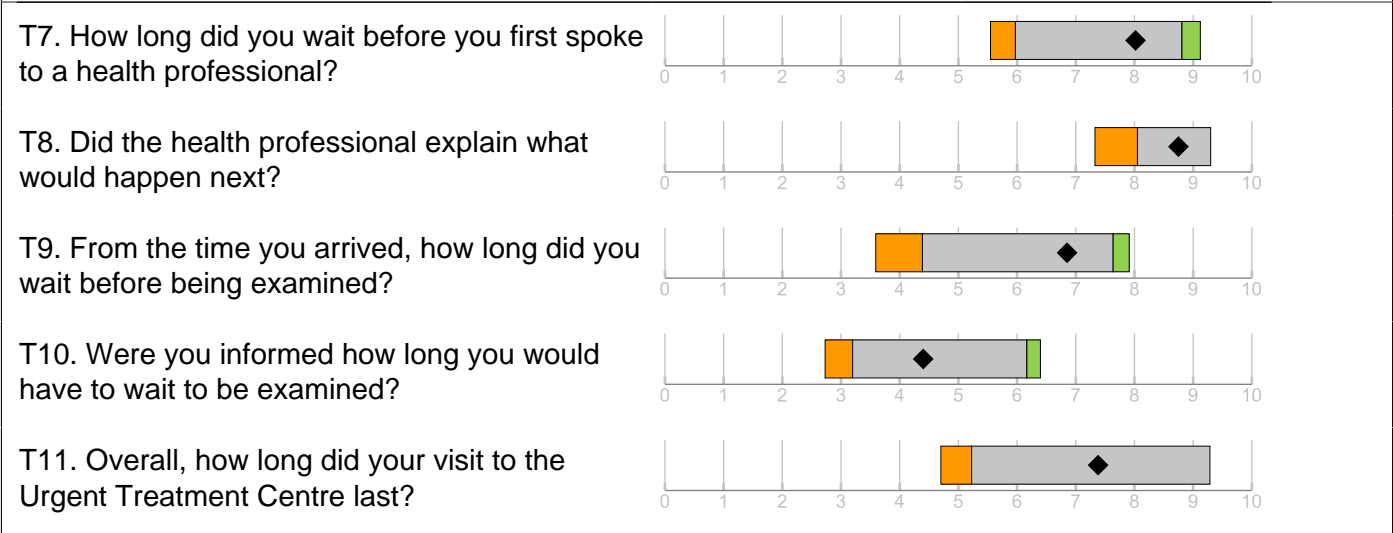 T7. How long did you wait before you first spoke
to a health professional?
0 1 2 3 4 5 6 7 8 9 10
T8. Did the health professional explain what
would happen next?
0 1 2 3 4 5 6 7 8 9 10
T9. From the time you arrived, how long did you
wait before being examined?
0 1 2 3 4 5 6 7 8 9 10
T10. Were you informed how long you would
have to wait to be examined?
0 1 2 3 4 5 6 7 8 9 10
T11. Overall, how long did your visit to the
Urgent Treatment Centre last?
0 1 2 3 4 5 6 7 8 9 10